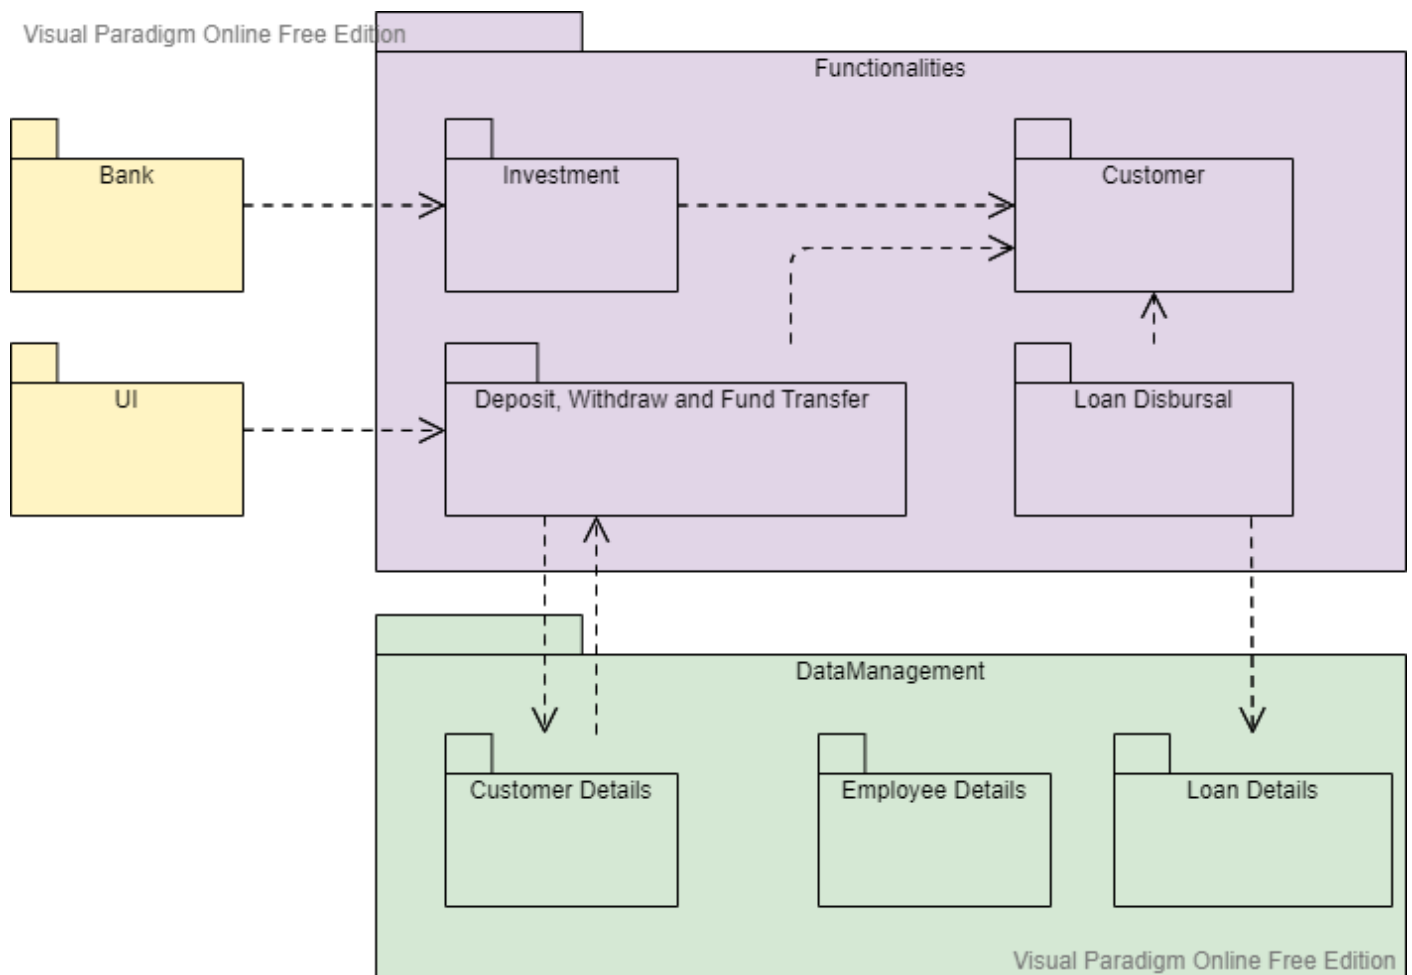 Visual Paradigm Online Free Edition
Functionalities
Bank
Investment
Customer
UI
Deposit, Withdraw and Fund Transfer
Loan Disbursal
DataManagement
Customer Details
Employee Details
Loan Details
Visual Paradigm Online Free Edition